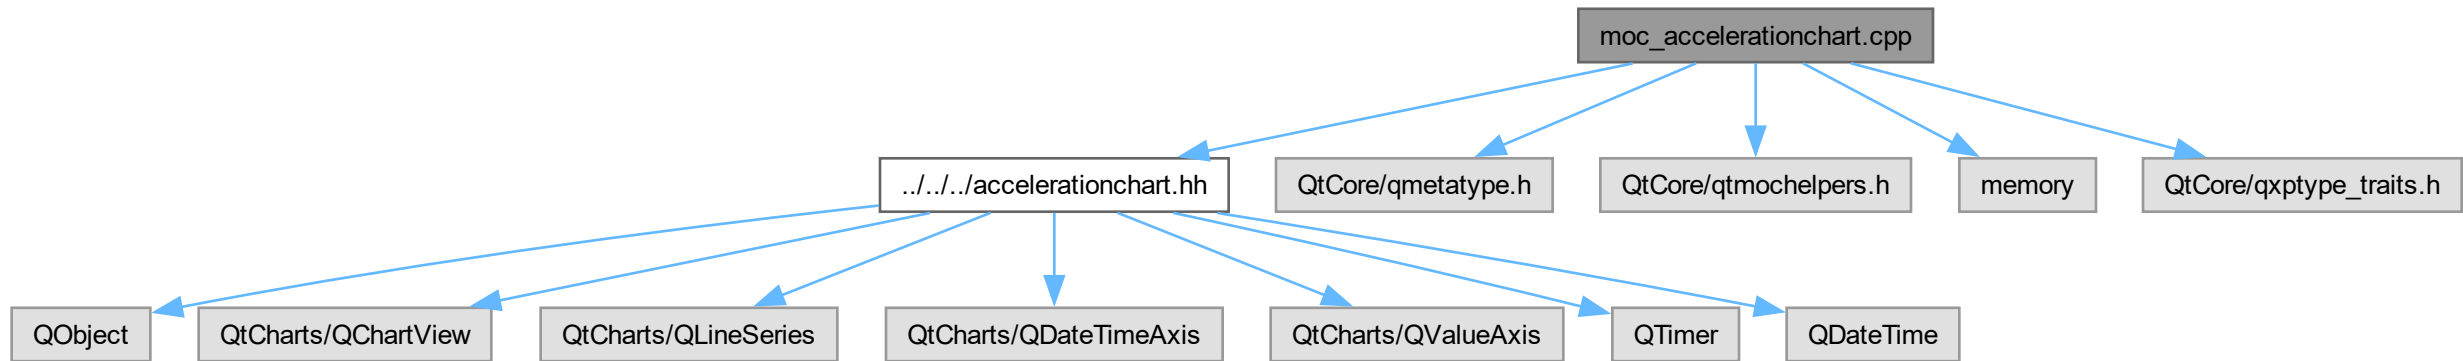 moc_accelerationchart.cpp
../../../accelerationchart.hh
QtCore/qmetatype.h
QtCore/qtmochelpers.h
memory
QtCore/qxptype_traits.h
QObject
QtCharts/QChartView
QtCharts/QLineSeries
QtCharts/QDateTimeAxis
QtCharts/QValueAxis
QTimer
QDateTime